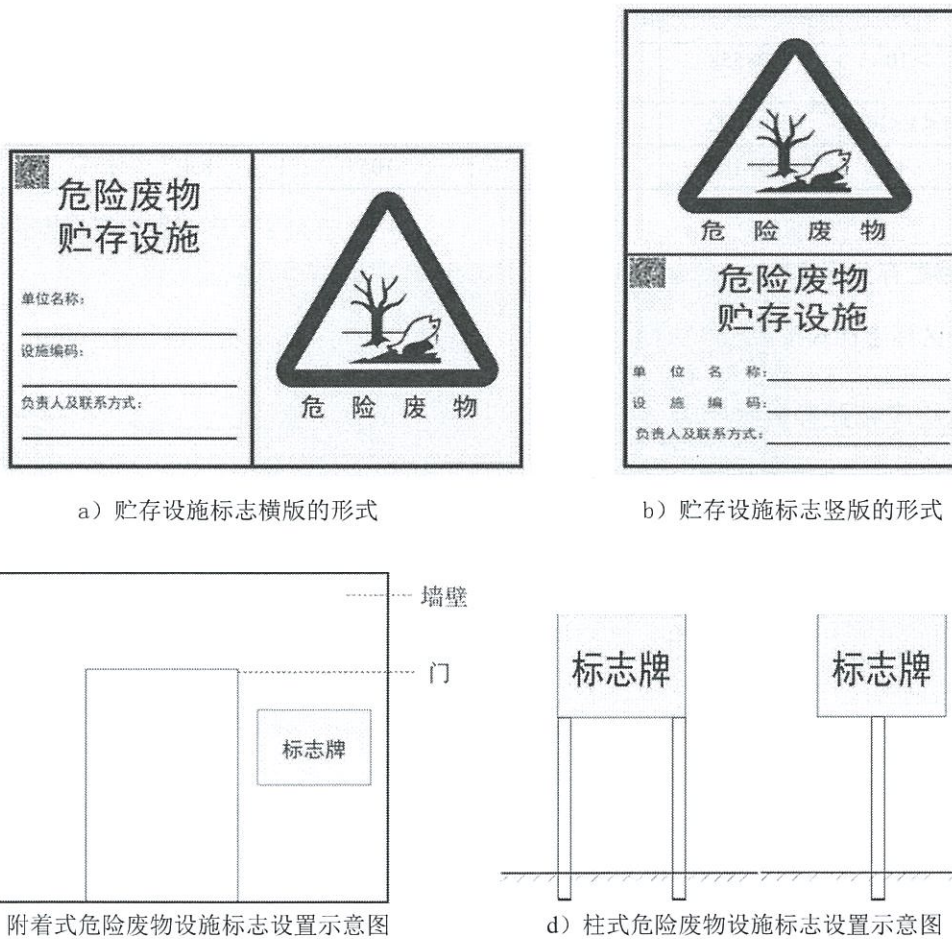 危险废物
贮存设施
单位名称：
设施编码：
负责人及联系方式：
危险废物
a）贮存设施标志横版的形式
危险废物
危险废物
贮存设施
单位名称：
设施编码：
负责人及联系方式：
b）贮存设施标志竖版的形式
墙壁
门
标志牌
附着式危险废物设施标志设置示意图
标志牌
标志牌
d）柱式危险废物设施标志设置示意图